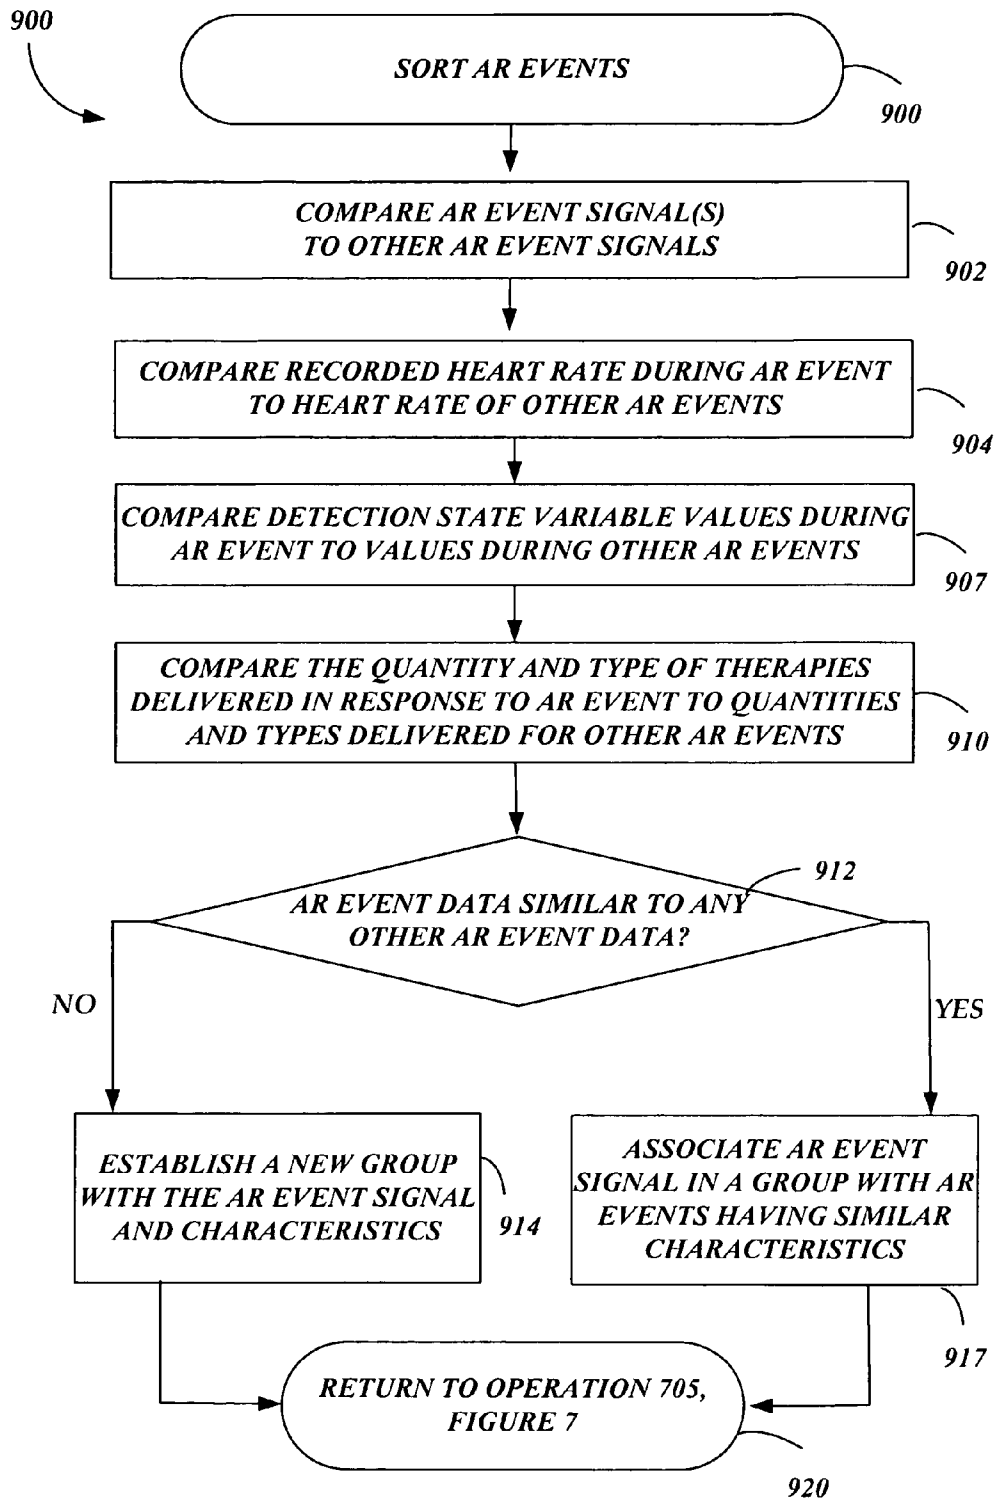 900
SORT AR EVENTS
900
COMPARE AR EVENT SIGNAL(S)
TO OTHER AR EVENT SIGNALS
902
COMPARE RECORDED HEART RATE DURING AR EVENT
TO HEART RATE OF OTHER AR EVENTS
904
COMPARE DETECTION STATE VARIABLE VALUES DURING
AR EVENT TO VALUES DURING OTHER AR EVENTS
907
COMPARE THE QUANTITY AND TYPE OF THERAPIES
DELIVERED IN RESPONSE TO AR EVENT TO QUANTITIES
AND TYPES DELIVERED FOR OTHER AR EVENTS
910
912
AR EVENT DATA SIMILAR TO ANY
OTHER AR EVENT DATA?
NO
YES
ESTABLISH A NEW GROUP
WITH THE AR EVENT SIGNAL
AND CHARACTERISTICS
914
ASSOCIATE AR EVENT
SIGNAL IN A GROUP WITH AR
EVENTS HAVING SIMILAR
CHARACTERISTICS
917
RETURN TO OPERATION 705,
FIGURE 7
920